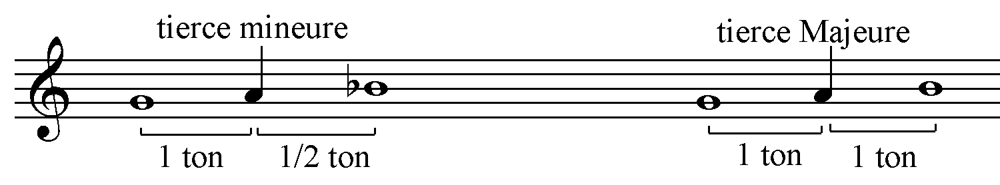 tierce mineure
tierce Majeure
1 ton
1/2 ton
1 ton
1 ton